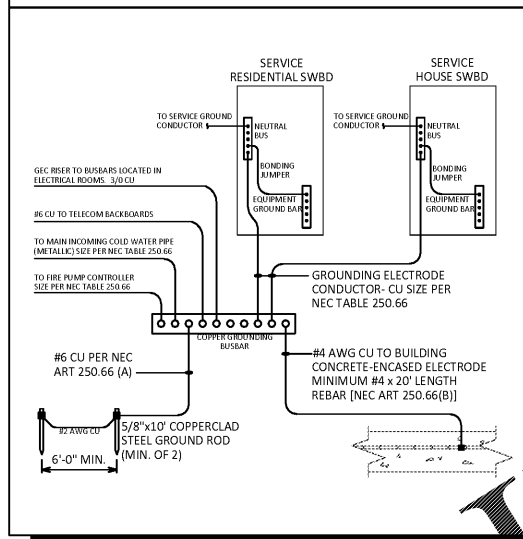 SERVICE
RESIDENTIAL SWBD
SERVICE
HOUSE SWBD
TO SERVICE GROUND
CONDUCTOR
NEUTRAL
BUS
BONDING
JUMPER
EQUIPMENT
GROUND BAR
TO SERVICE GROUND
CONDUCTOR
NEUTRAL
BUS
BONDING
JUMPER
EQUIPMENT
GROUND BAR
GEC RISER TO BUSBARS LOCATED IN
ELECTRICAL ROOMS. 3/0 CU
#6 CU TO TELECOM BACKBOARDS
TO MAIN INCOMING COLD WATER PIPE
(METALLIC) SIZE PER NEC TABLE 250.66
TO FIRE PUMP CONTROLLER
SIZE PER NEC TABLE 250.66
GROUNDING ELECTRODE
CONDUCTOR- CU SIZE PER
NEC TABLE 250.66
COPPER GROUNDING
BUSBAR
#6 CU PER NEC
ART 250.66 (A)
#4 AWG CU TO BUILDING
CONCRETE-ENCASED ELECTRODE
MINIMUM #4 x 20' LENGTH
REBAR [NEC ART 250.66(B)]
#2 AWG CU
5/8"x10' COPPERCLAD
STEEL GROUND ROD
(MIN. OF 2)
6'-0" MIN.